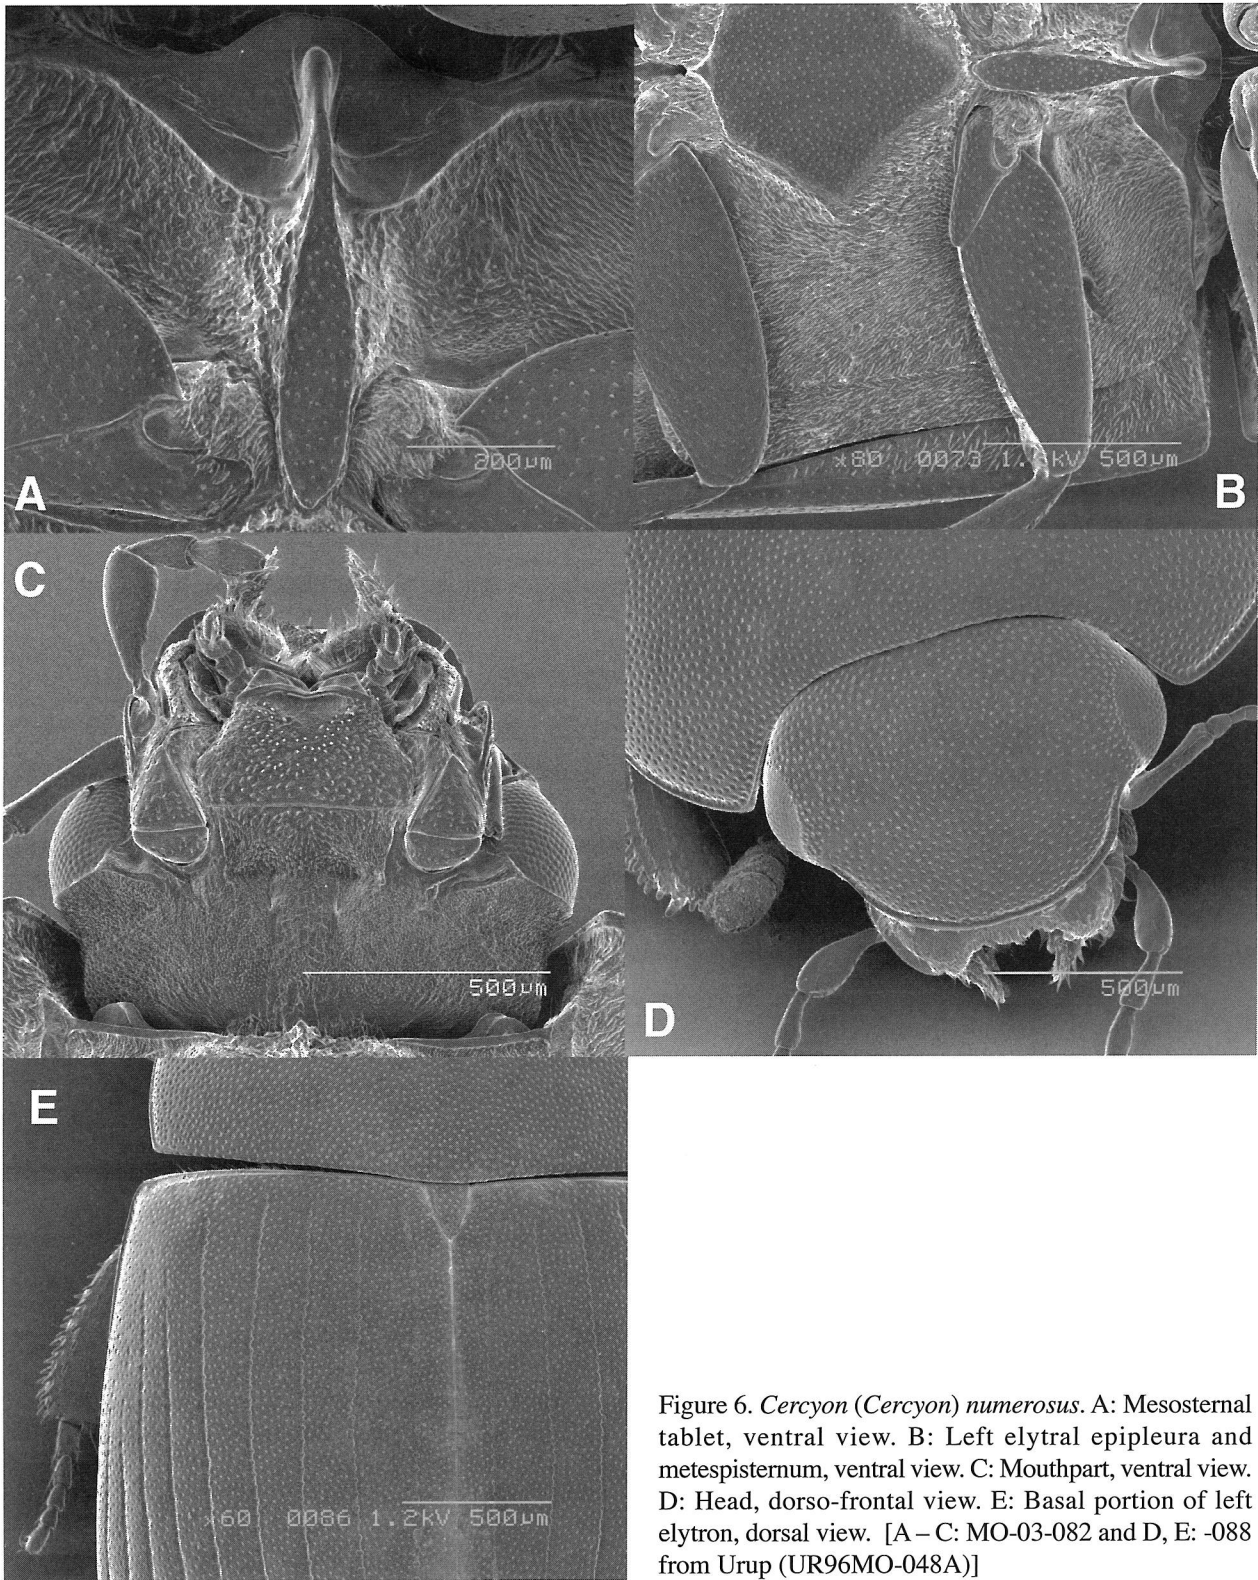 A
200µm
×80 0073 1. kV 500µm
B
C
500µm
500µm
D
E
×60 0086 1.2kV 500µm
Figure 6. Cercyon (Cercyon) numerosus. A: Mesosternal
tablet, ventral view. B: Left elytral epipleura and
metespisternum, ventral view. C: Mouthpart, ventral view.
D: Head, dorso-frontal view. E: Basal portion of left
elytron, dorsal view. [A – C: MO-03-082 and D, E: -088
from Urup (UR96MO-048A)]